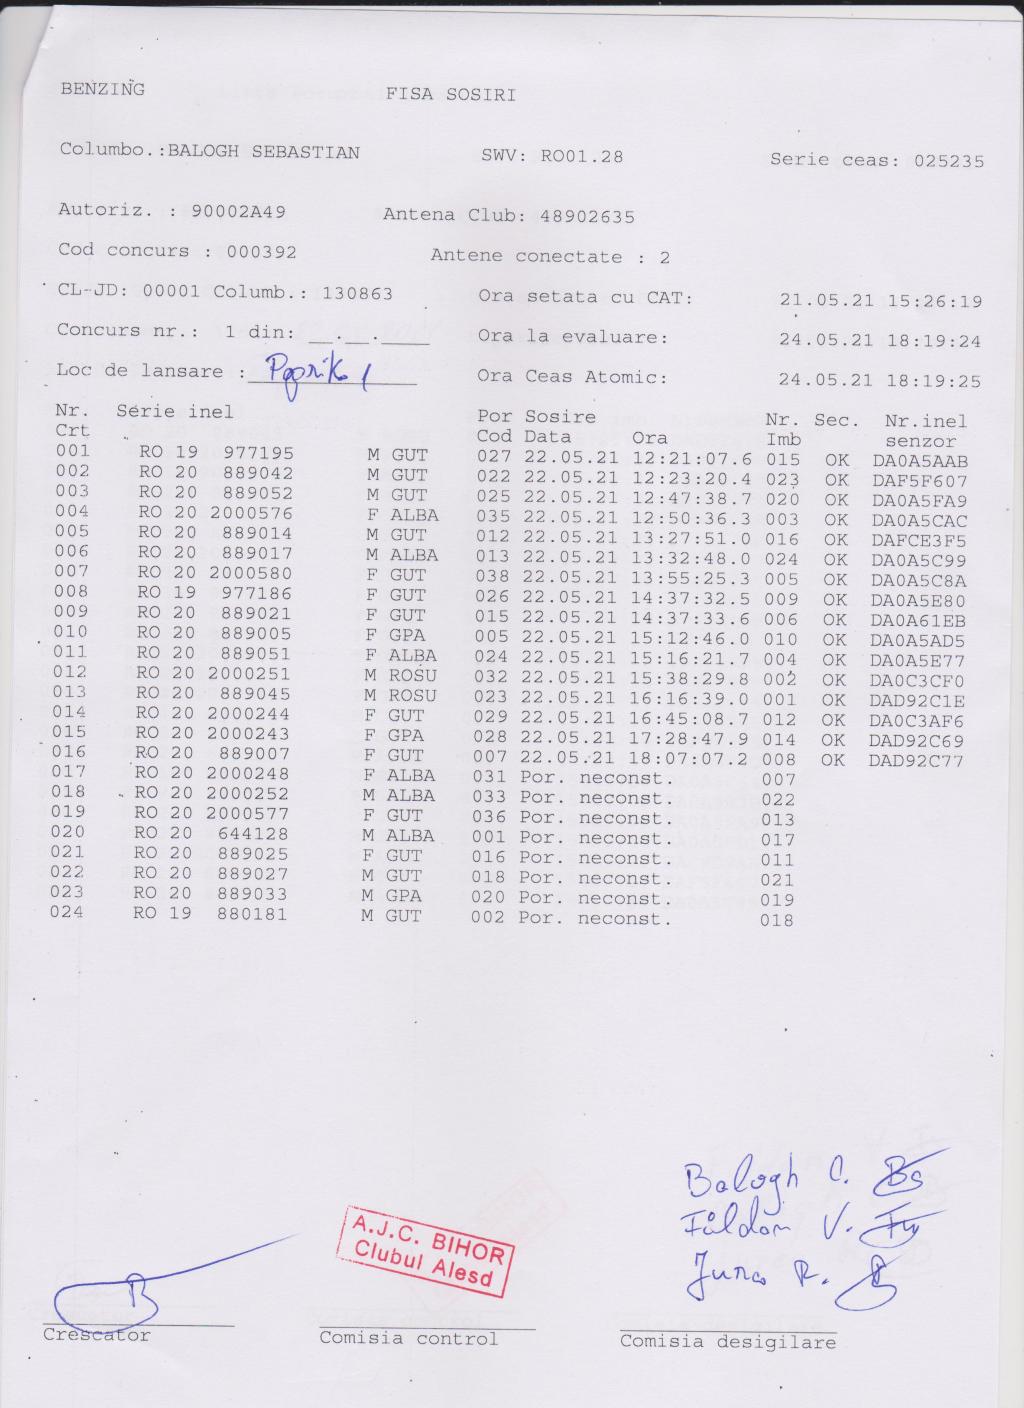 BENZING FISA SOSIRI
Columbo.:BALOGH SEBASTIAN SWV: RO01.28 Serie ceas: 025235
Autoriz. : 90002A49 Antena Club: 48902635
Cod concurs : 000392 Antene conectate : 2
CL-JD: 00001 Columb.: 130863 Ora setata cu CAT: 21.05.21 15:26:19
Concurs nr.: 1 din: __.__.____ Ora la evaluare: 24.05.21 18:19:24
Loc de lansare : Ora Ceas Atomic: 24.05.21 18:19:25
Nr. Serie inel Por Sosire Nr. Sec. Nr.inel
Crt Cod Data Ora Imb senzor
001 RO 19 977195 M GUT 027 22.05.21 12:21:07.6 015 OK DA0A5AAB
002 RO 20 889042 M GUT 022 22.05.21 12:23:20.4 023 OK DAF5F607
003 RO 20 889052 M GUT 025 22.05.21 12:47:38.7 020 OK DA0A5FA9
004 RO 20 2000576 F ALBA 035 22.05.21 12:50:36.3 003 OK DA0A5CAC
005 RO 20 889014 M GUT 012 22.05.21 13:27:51.0 016 OK DAFCE3F5
006 RO 20 889017 M ALBA 013 22.05.21 13:32:48.0 024 OK DA0A5C99
007 RO 20 2000580 F GUT 038 22.05.21 13:55:25.3 005 OK DA0A5C8A
008 RO 19 977186 F GUT 026 22.05.21 14:37:32.5 009 OK DA0A5E80
009 RO 20 889021 F GUT 015 22.05.21 14:37:33.6 006 OK DA0A61EB
010 RO 20 889005 F GPA 005 22.05.21 15:12:46.0 010 OK DA0A5AD5
011 RO 20 889051 F ALBA 024 22.05.21 15:16:21.7 004 OK DA0A5E77
012 RO 20 2000251 M ROSU 032 22.05.21 15:38:29.8 002 OK DA0C3CF0
013 RO 20 889045 M ROSU 023 22.05.21 16:16:39.0 001 OK DAD92C1E
014 RO 20 2000244 F GUT 029 22.05.21 16:45:08.7 012 OK DA0C3AF6
015 RO 20 2000243 F GPA 028 22.05.21 17:28:47.9 014 OK DAD92C69
016 RO 20 889007 F GUT 007 22.05.21 18:07:07.2 008 OK DAD92C77
017 RO 20 2000248 F ALBA 031 Por. neconst. 007
018 RO 20 2000252 M ALBA 033 Por. neconst. 022
019 RO 20 2000577 F GUT 036 Por. neconst. 013
020 RO 20 644128 M ALBA 001 Por. neconst. 017
021 RO 20 889025 F GUT 016 Por. neconst. 011
022 RO 20 889027 M GUT 018 Por. neconst. 021
023 RO 20 889033 M GPA 020 Por. neconst. 019
024 RO 19 880181 M GUT 002 Por. neconst. 018
Balogh C.
V.
R.
A.J.C. BIHOR
Clubul Alesd
Crescator Comisia control Comisia desigilare